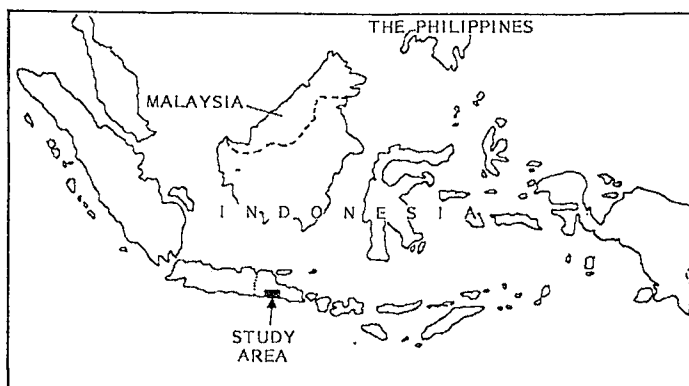 THE PHILIPPINES
MALAYSIA
I N D O N E S I A
STUDY
AREA